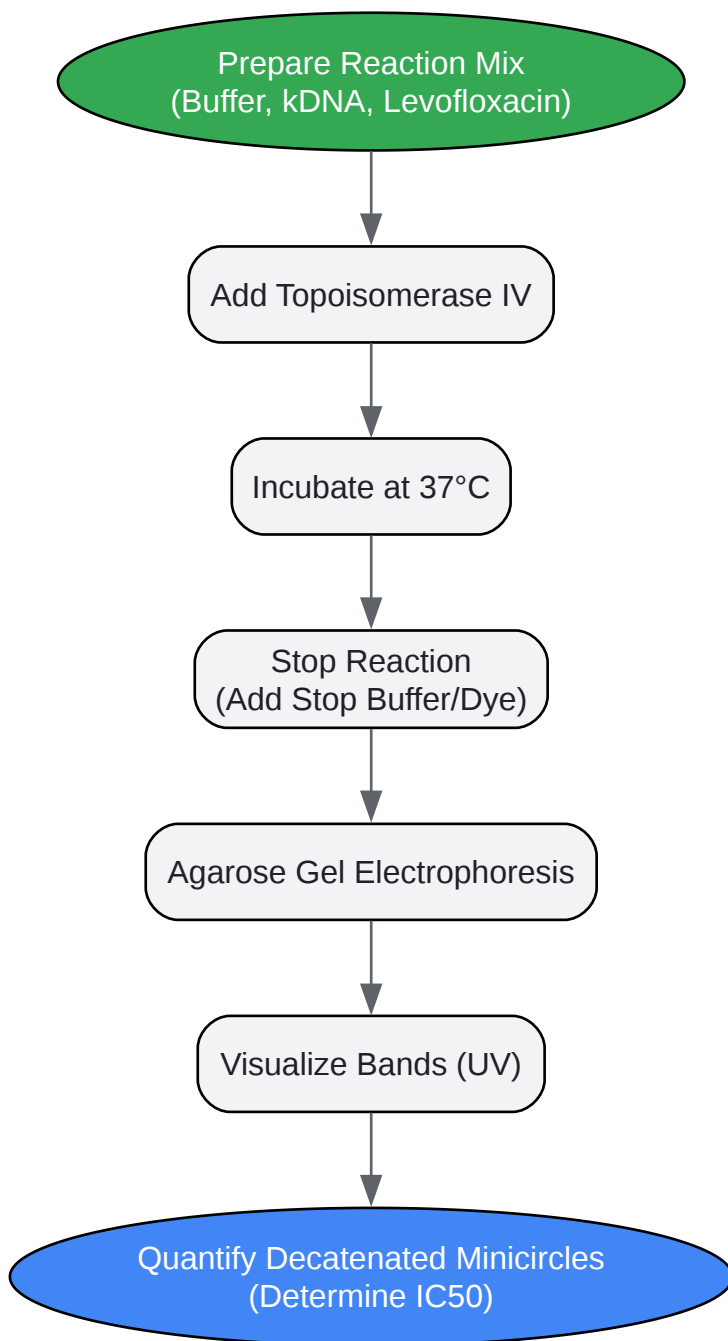 Prepare Reaction Mix
(Buffer, kDNA, Levofloxacin)
Add Topoisomerase IV
Incubate at 37°C
Stop Reaction
(Add Stop Buffer/Dye)
Agarose Gel Electrophoresis
Visualize Bands (UV)
Quantify Decatenated Minicircles
(Determine IC50)